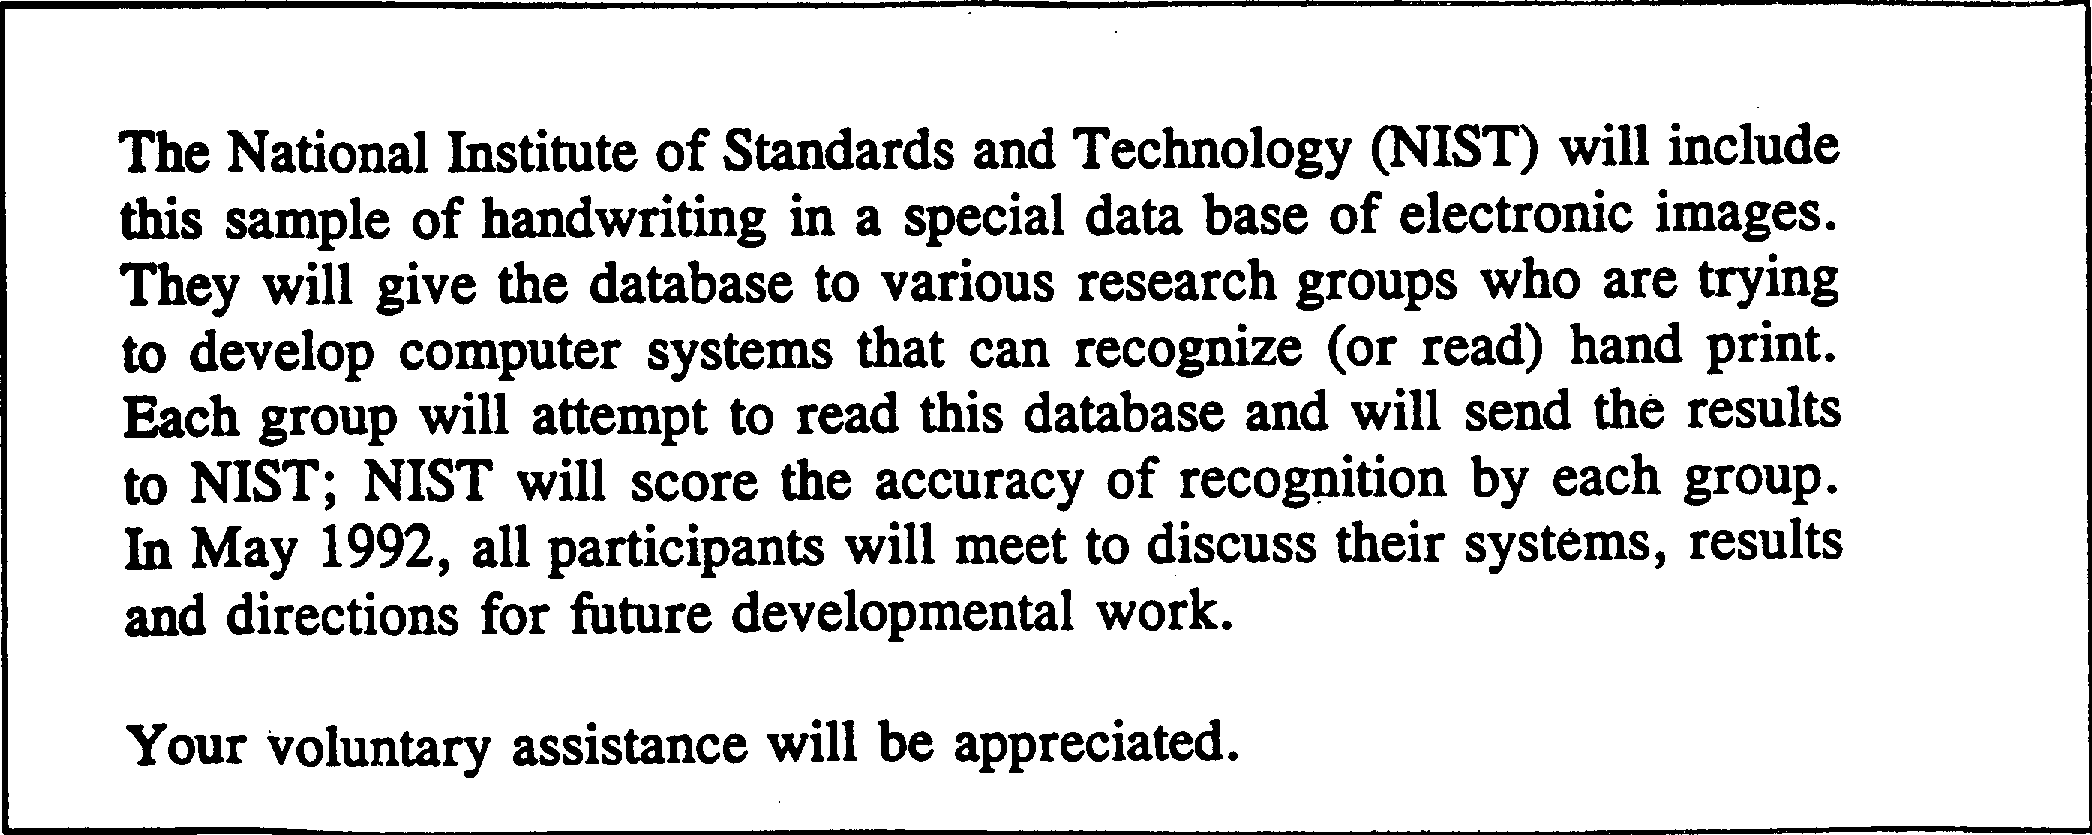 The National Institute of Standards and Technology (NIST) will include
this sample of handwriting in a special data base of electronic images.
They will give the database to various research groups who are trying
to develop computer systems that can recognize (or read) hand print.
Each group will attempt to read this database and will send the results
to NIST; NIST will score the accuracy of recognition by each group.
In May 1992, all participants will meet to discuss their systems, results
and directions for future developmental work.
Your voluntary assistance will be appreciated.